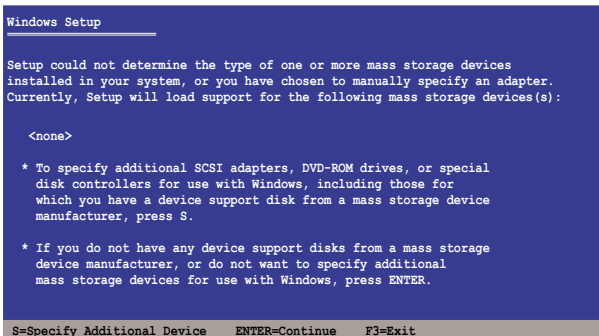 Windows Setup
Setup could not determine the type of one or more mass storage devices
installed in your system, or you have chosen to manually specify an adapter.
Currently, Setup will load support for the following mass storage devices(s):
<none>
* To specify additional SCSI adapters, DVD-ROM drives, or special
disk controllers for use with Windows, including those for
which you have a device support disk from a mass storage device
manufacturer, press S.
* If you do not have any device support disks from a mass storage
device manufacturer, or do not want to specify additional
mass storage devices for use with Windows, press ENTER.
S=Specify Additional Device ENTER=Continue F3=Exit